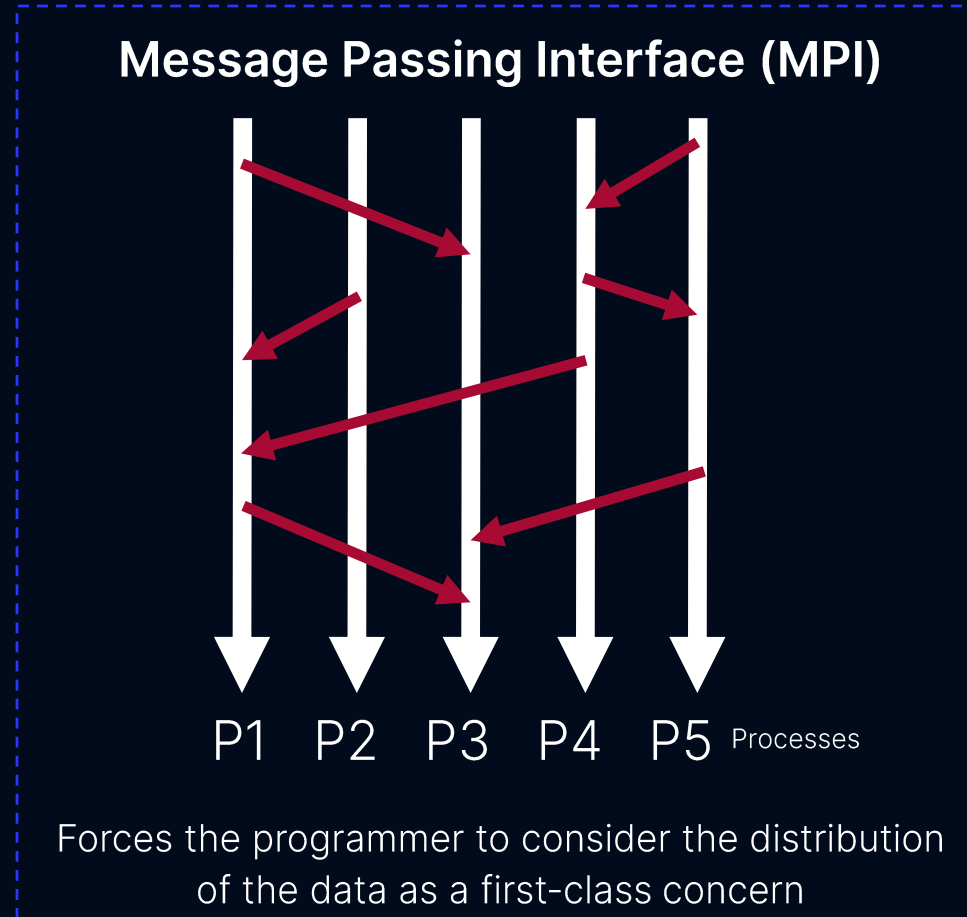 Message Passing Interface (MPI)
P1 P2 P3 P4 P5 Processes
Forces the programmer to consider the distribution
of the data as a first-class concern